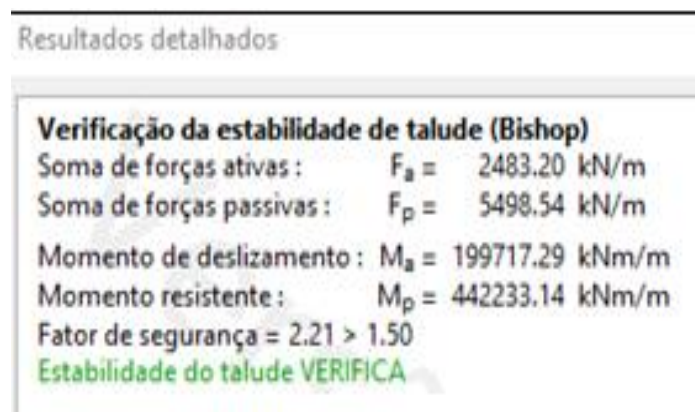 Resultados detalhados
Verificação da estabilidade de talude (Bishop)
Soma de forças ativas : Fa = 2483.20 kN/m
Soma de forças passivas : Fp = 5498.54 kN/m
Momento de deslizamento : Ma = 199717.29 kNm/m
Momento resistente : Mp = 442233.14 kNm/m
Fator de segurança = 2.21 > 1.50
Estabilidade do talude VERIFICA